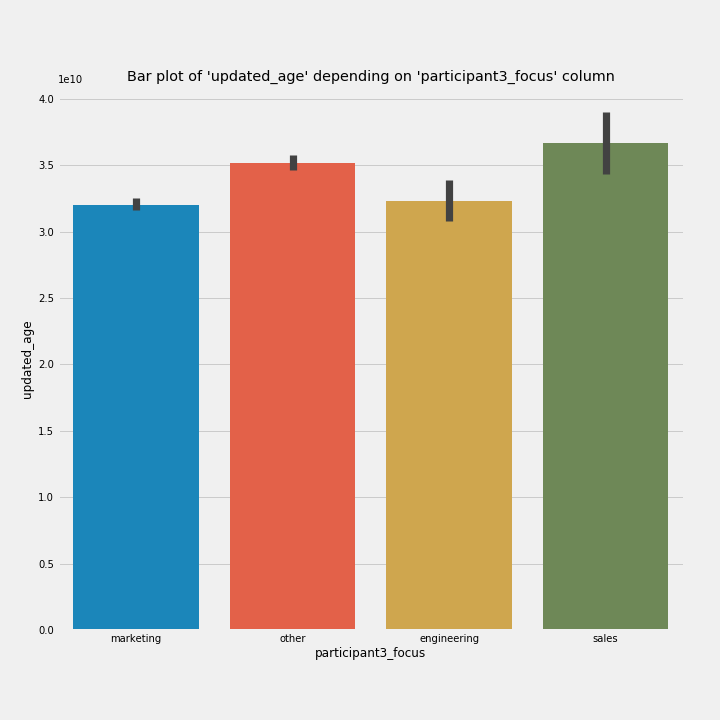 Bar plot of 'updated_age' depending on 'participant3_focus' column
1e10
4.0
3.5
3.0
2.5
2.0
1.5
1.0
0.5
0.0
updated_age
marketing other engineering sales
participant3_focus